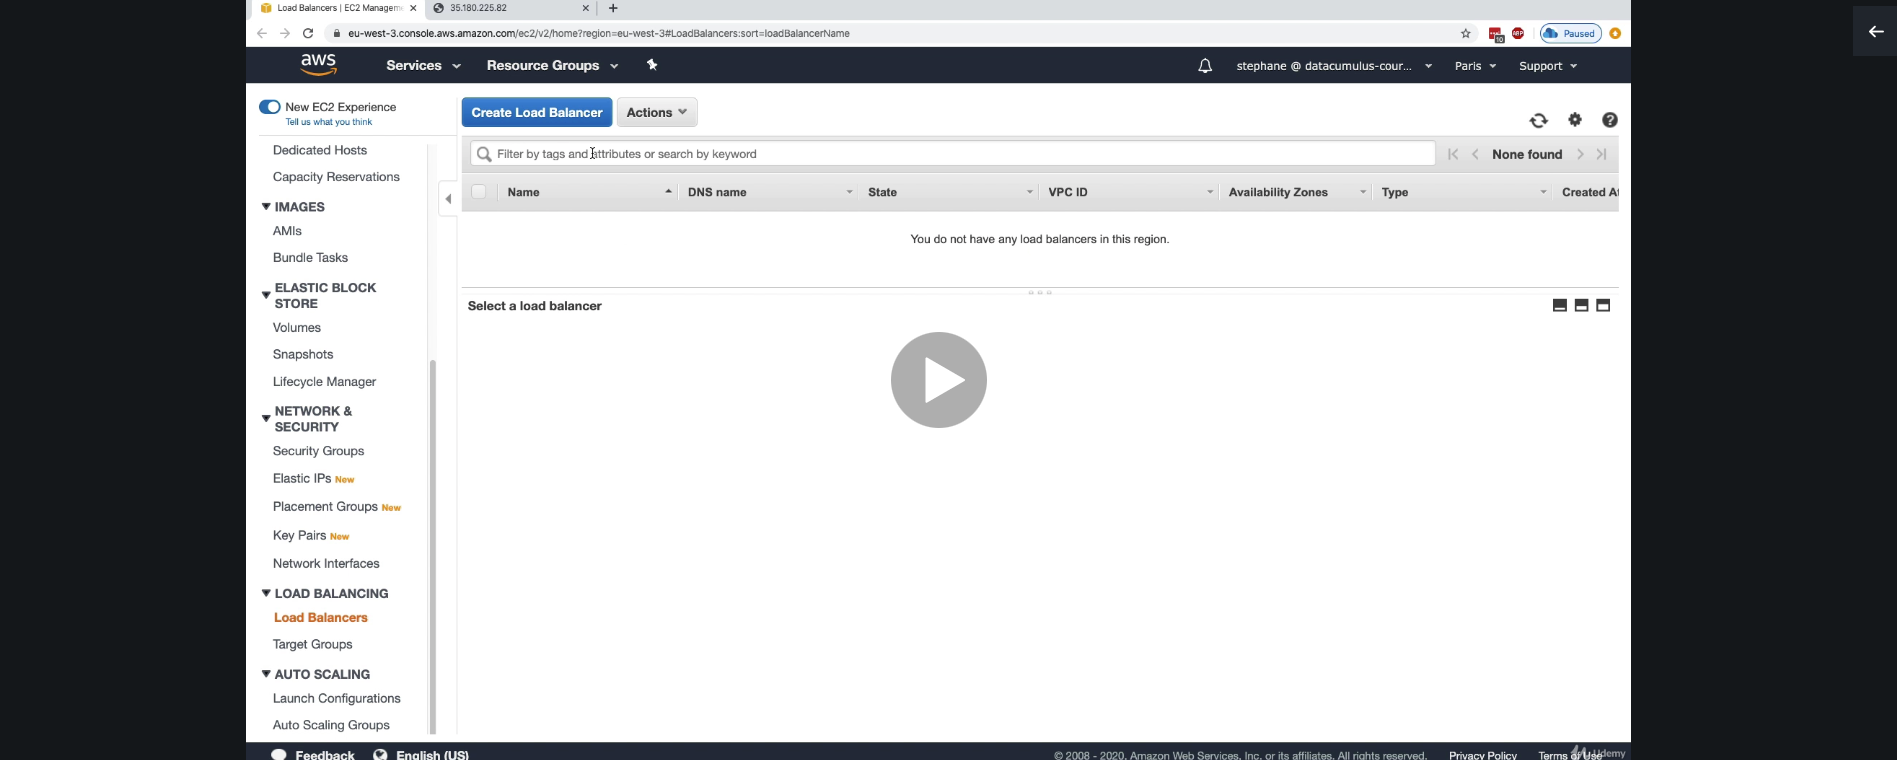 Load Balancers | EC2 Managem
35.180.225.82
eu-west-3.console.aws.amazon.com/ec2/v2/home?region=eu-west-3#LoadBalancers:sort=loadBalancerName
10
ABP
Paused
aws
Services
Resource Groups
stephane @ datacumulus-cour...
Paris
Support
New EC2 Experience
Tell us what you think
Dedicated Hosts
Capacity Reservations
IMAGES
AMIs
Bundle Tasks
ELASTIC BLOCK
STORE
Volumes
Snapshots
Lifecycle Manager
NETWORK &
SECURITY
Security Groups
Elastic IPs New
Placement Groups New
Key Pairs New
Network Interfaces
LOAD BALANCING
Load Balancers
Target Groups
AUTO SCALING
Launch Configurations
Auto Scaling Groups
Create Load Balancer
Actions
Filter by tags and attributes or search by keyword
None found
Name
DNS name
State
VPC ID
Availability Zones
Type
Created At
You do not have any load balancers in this region.
Select a load balancer
Feedback
English (US)
© 2008 - 2020, Amazon Web Services, Inc. or its affiliates. All rights reserved.
Privacy Policy
Terms of Use
Udemy